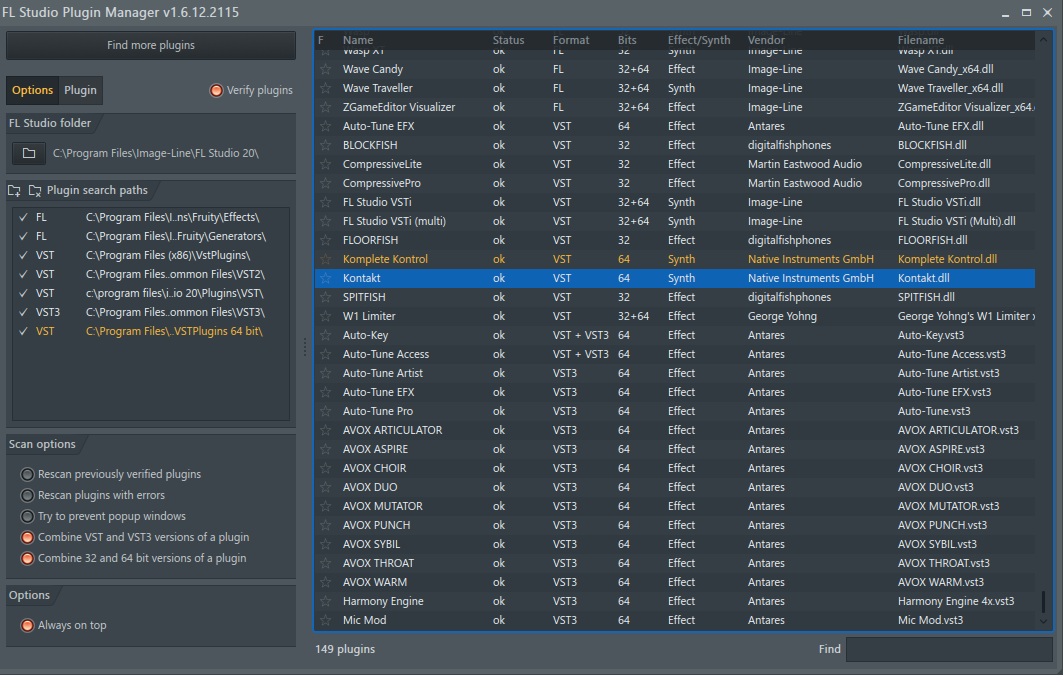 FL Studio Plugin Manager v1.6.12.2115
Find more plugins
Options Plugin Verify plugins
FL Studio folder
C:\Program Files\Image-Line\FL Studio 20\
Plugin search paths
FL C:\Program Files\I..ns\Fruity\Effects\
FL C:\Program Files\I..Fruity\Generators\
VST C:\Program Files (x86)\VstPlugins\
VST C:\Program Files..ommon Files\VST2\
VST c:\program files\i..io 20\Plugins\VST\
VST3 C:\Program Files..ommon Files\VST3\
VST C:\Program Files\..VSTPlugins 64 bit\
Scan options
Rescan previously verified plugins
Rescan plugins with errors
Try to prevent popup windows
Combine VST and VST3 versions of a plugin
Combine 32 and 64 bit versions of a plugin
Options
Always on top
F Name Status Format Bits Effect/Synth Vendor Filename
Wasp XT ok FL 32+64 Synth Image-Line Wasp XT.dll
Wave Candy ok FL 32+64 Effect Image-Line Wave Candy_x64.dll
Wave Traveller ok FL 32+64 Synth Image-Line Wave Traveller_x64.dll
ZGameEditor Visualizer ok FL 32+64 Effect Image-Line ZGameEditor Visualizer_x64.
Auto-Tune EFX ok VST 64 Effect Antares Auto-Tune EFX.dll
BLOCKFISH ok VST 32 Effect digitalfishphones BLOCKFISH.dll
CompressiveLite ok VST 32 Effect Martin Eastwood Audio CompressiveLite.dll
CompressivePro ok VST 32 Effect Martin Eastwood Audio CompressivePro.dll
FL Studio VSTi ok VST 32+64 Synth Image-Line FL Studio VSTi.dll
FL Studio VSTi (multi) ok VST 32+64 Synth Image-Line FL Studio VSTi (Multi).dll
FLOORFISH ok VST 32 Effect digitalfishphones FLOORFISH.dll
Komplete Kontrol ok VST 64 Synth Native Instruments GmbH Komplete Kontrol.dll
Kontakt ok VST 64 Synth Native Instruments GmbH Kontakt.dll
SPITFISH ok VST 32 Effect digitalfishphones SPITFISH.dll
W1 Limiter ok VST 32+64 Effect George Yohng George Yohng's W1 Limiter x
Auto-Key ok VST + VST3 64 Effect Antares Auto-Key.vst3
Auto-Tune Access ok VST + VST3 64 Effect Antares Auto-Tune Access.vst3
Auto-Tune Artist ok VST3 64 Effect Antares Auto-Tune Artist.vst3
Auto-Tune EFX ok VST3 64 Effect Antares Auto-Tune EFX.vst3
Auto-Tune Pro ok VST3 64 Effect Antares Auto-Tune.vst3
AVOX ARTICULATOR ok VST3 64 Effect Antares AVOX ARTICULATOR.vst3
AVOX ASPIRE ok VST3 64 Effect Antares AVOX ASPIRE.vst3
AVOX CHOIR ok VST3 64 Effect Antares AVOX CHOIR.vst3
AVOX DUO ok VST3 64 Effect Antares AVOX DUO.vst3
AVOX MUTATOR ok VST3 64 Effect Antares AVOX MUTATOR.vst3
AVOX PUNCH ok VST3 64 Effect Antares AVOX PUNCH.vst3
AVOX SYBIL ok VST3 64 Effect Antares AVOX SYBIL.vst3
AVOX THROAT ok VST3 64 Effect Antares AVOX THROAT.vst3
AVOX WARM ok VST3 64 Effect Antares AVOX WARM.vst3
Harmony Engine ok VST3 64 Effect Antares Harmony Engine 4x.vst3
Mic Mod ok VST3 64 Effect Antares Mic Mod.vst3
149 plugins Find